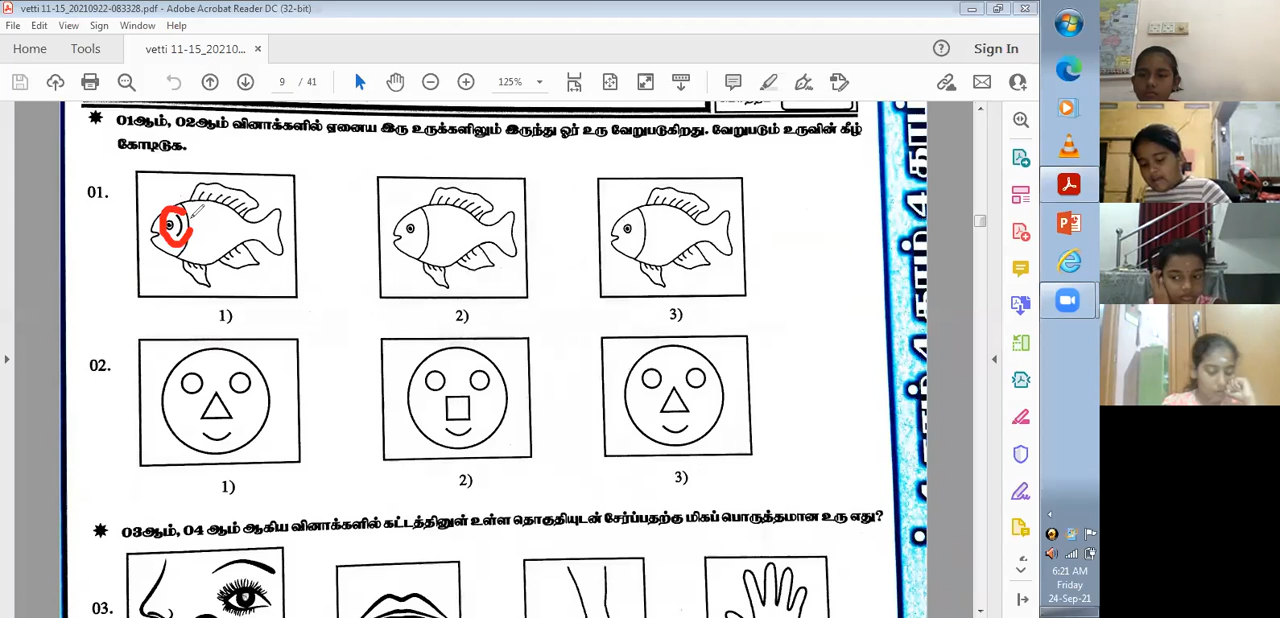 vetti 11-15_20210922-083328.pdf - Adobe Acrobat Reader DC (32-bit)
File Edit View Sign Window Help
Home Tools vetti 11-15_20210... × Sign In
9 / 41 125%
01ஆம், 02ஆம் வினாக்களில் ஏனைய இரு உருக்களிலும் இருந்து ஓர் உரு வேறுபடுகிறது. வேறுபடும் உருவின் கீழ்
கோடிடுக.
01.
1) 2) 3)
02.
1) 2) 3)
03ஆம், 04 ஆம் ஆகிய வினாக்களில் கட்டத்தினுள் உள்ள தொகுதியுடன் சேர்ப்பதற்கு மிகப் பொருத்தமான உரு எது?
03.
6:21 AM
Friday
24-Sep-21